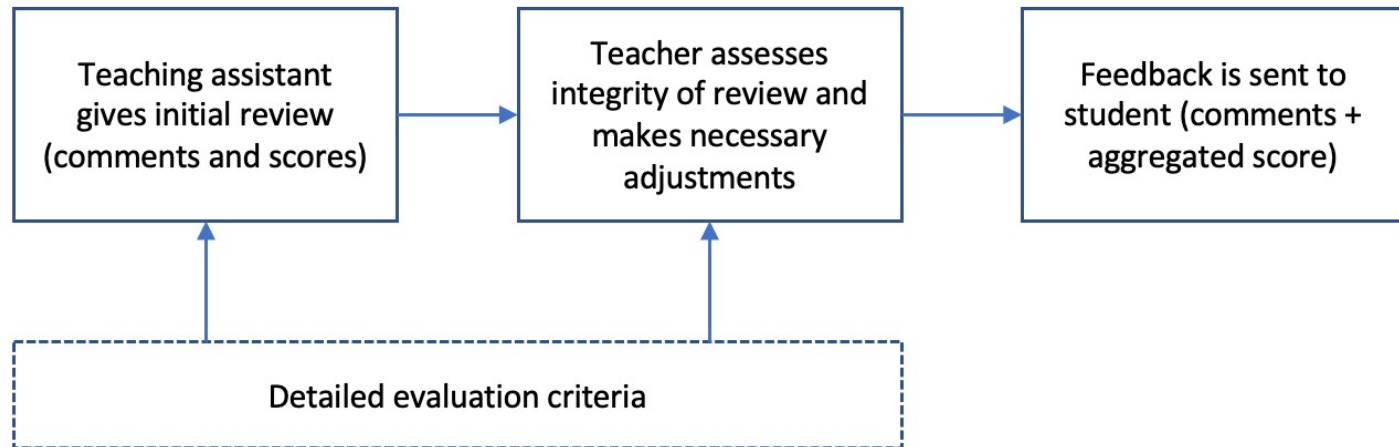 Teaching assistant
gives initial review
(comments and scores)
Teacher assesses
integrity of review and
makes necessary
adjustments
Feedback is sent to
student (comments +
aggregated score)
Detailed evaluation criteria